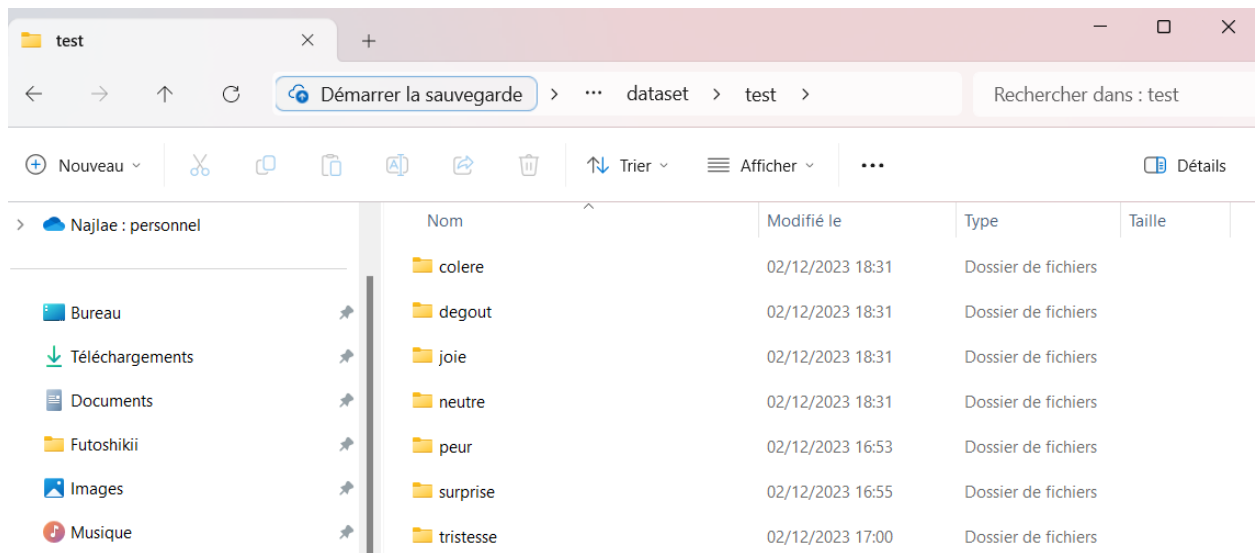 test
Démarrer la sauvegarde > ... dataset > test >
Rechercher dans : test
Nouveau
Trier
Afficher
Détails
Najlae : personnel
Bureau
Téléchargements
Documents
Futoshikii
Images
Musique
Nom Modifié le Type Taille
colere 02/12/2023 18:31 Dossier de fichiers
degout 02/12/2023 18:31 Dossier de fichiers
joie 02/12/2023 18:31 Dossier de fichiers
neutre 02/12/2023 18:31 Dossier de fichiers
peur 02/12/2023 16:53 Dossier de fichiers
surprise 02/12/2023 16:55 Dossier de fichiers
tristesse 02/12/2023 17:00 Dossier de fichiers